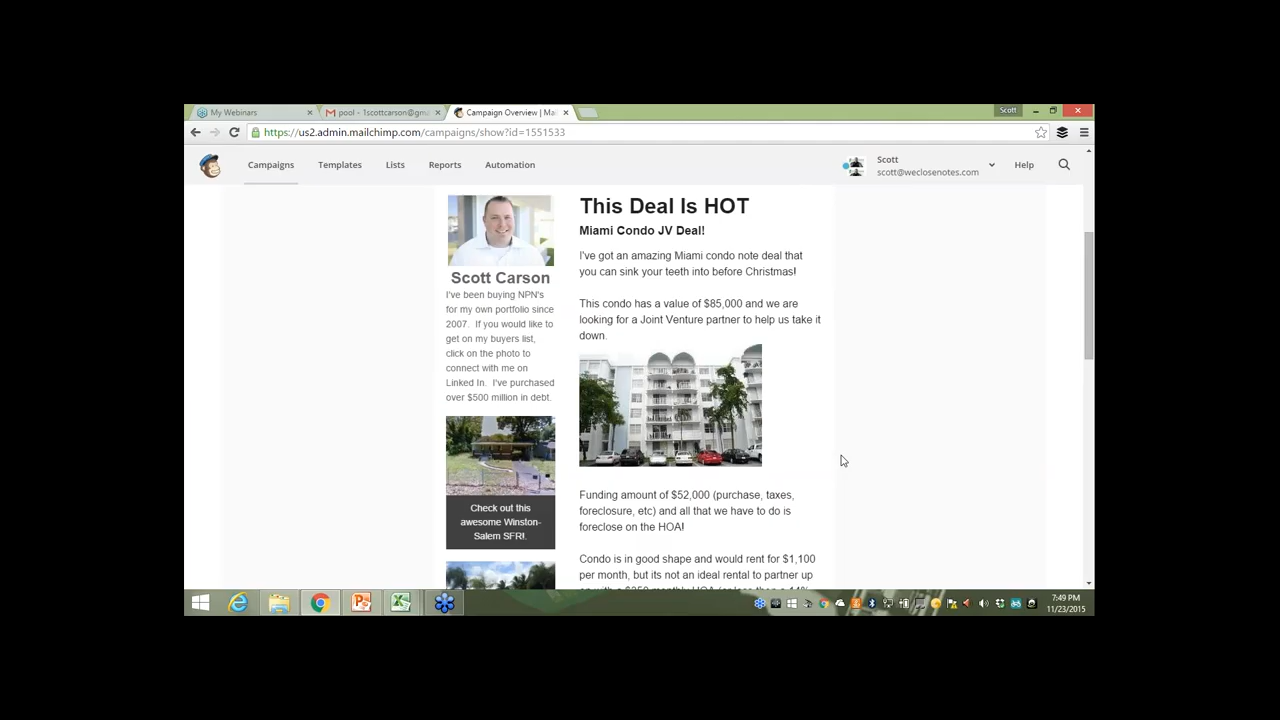 My Webinars
pool - 1scottcarson@gma
Campaign Overview | Mai
Scott
https://us2.admin.mailchimp.com/campaigns/show?id=1551533
Campaigns
Templates
Lists
Reports
Automation
Scott
scott@weclosenotes.com
Help
Scott Carson
I've been buying NPN's
for my own portfolio since
2007. If you would like to
get on my buyers list,
click on the photo to
connect with me on
Linked In. I've purchased
over $500 million in debt.
Check out this
awesome Winston-
Salem SFR!.
This Deal Is HOT
Miami Condo JV Deal!
I've got an amazing Miami condo note deal that
you can sink your teeth into before Christmas!
This condo has a value of $85,000 and we are
looking for a Joint Venture partner to help us take it
down.
Funding amount of $52,000 (purchase, taxes,
foreclosure, etc) and all that we have to do is
foreclose on the HOA!
Condo is in good shape and would rent for $1,100
per month, but its not an ideal rental to partner up
7:49 PM
11/23/2015